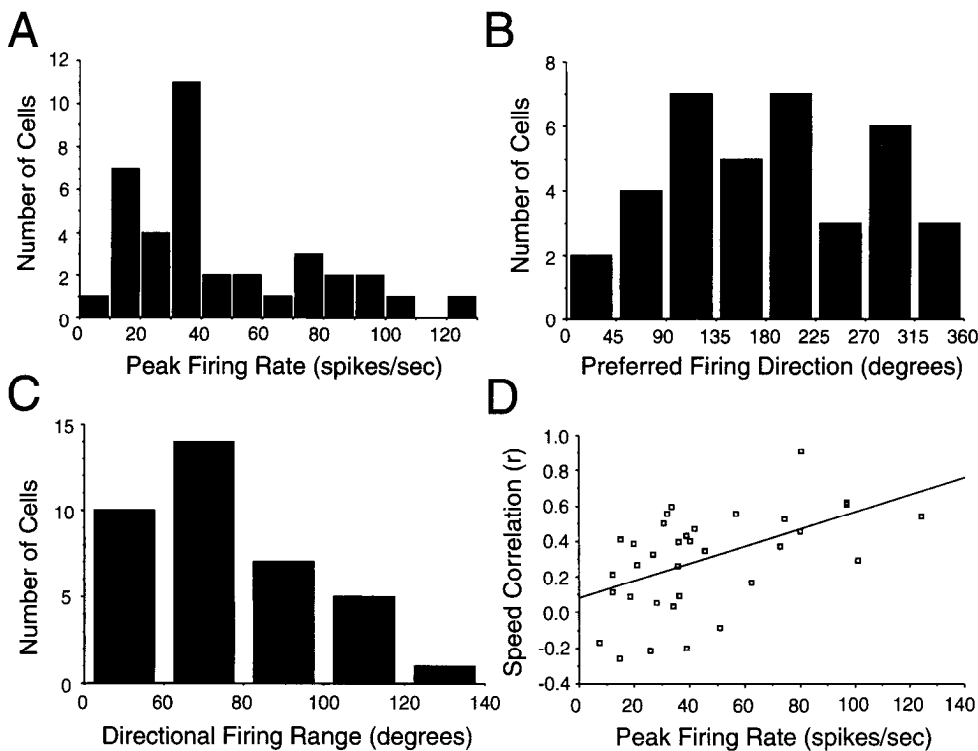 A
Number of Cells
12
10
8
6
4
2
0
0 20 40 60 80 100 120
Peak Firing Rate (spikes/sec)
B
Number of Cells
8
6
4
2
0
0 45 90 135 180 225 270 315 360
Preferred Firing Direction (degrees)
C
Number of Cells
15
10
5
0
0 20 40 60 80 100 120 140
Directional Firing Range (degrees)
D
Speed Correlation (r)
1.0
0.8
0.6
0.4
0.2
0.0
-0.2
-0.4
0 20 40 60 80 100 120 140
Peak Firing Rate (spikes/sec)